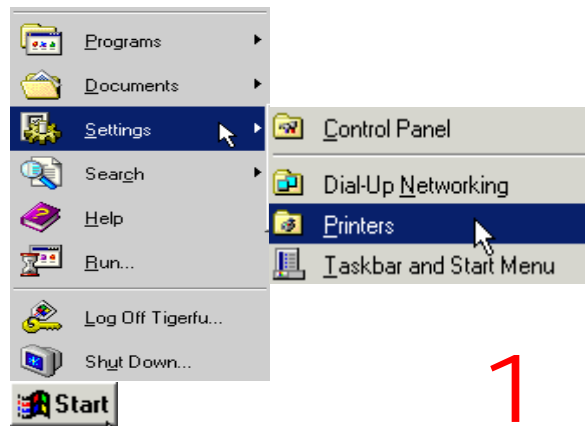 Programs
Documents
Settings
Search
Help
Run...
Log Off Tigerfu...
Shut Down...
Start
Control Panel
Dial-Up Networking
Printers
Taskbar and Start Menu
1